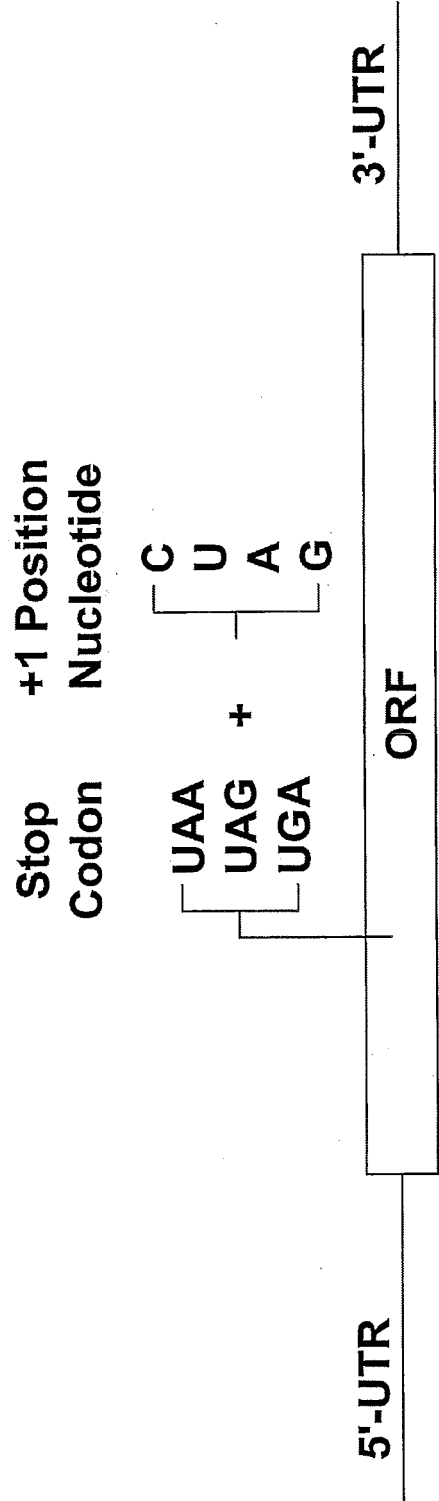 Stop +1 Position
Codon Nucleotide
UAA C
UAG + U
UGA A
G
5'-UTR ORF 3'-UTR